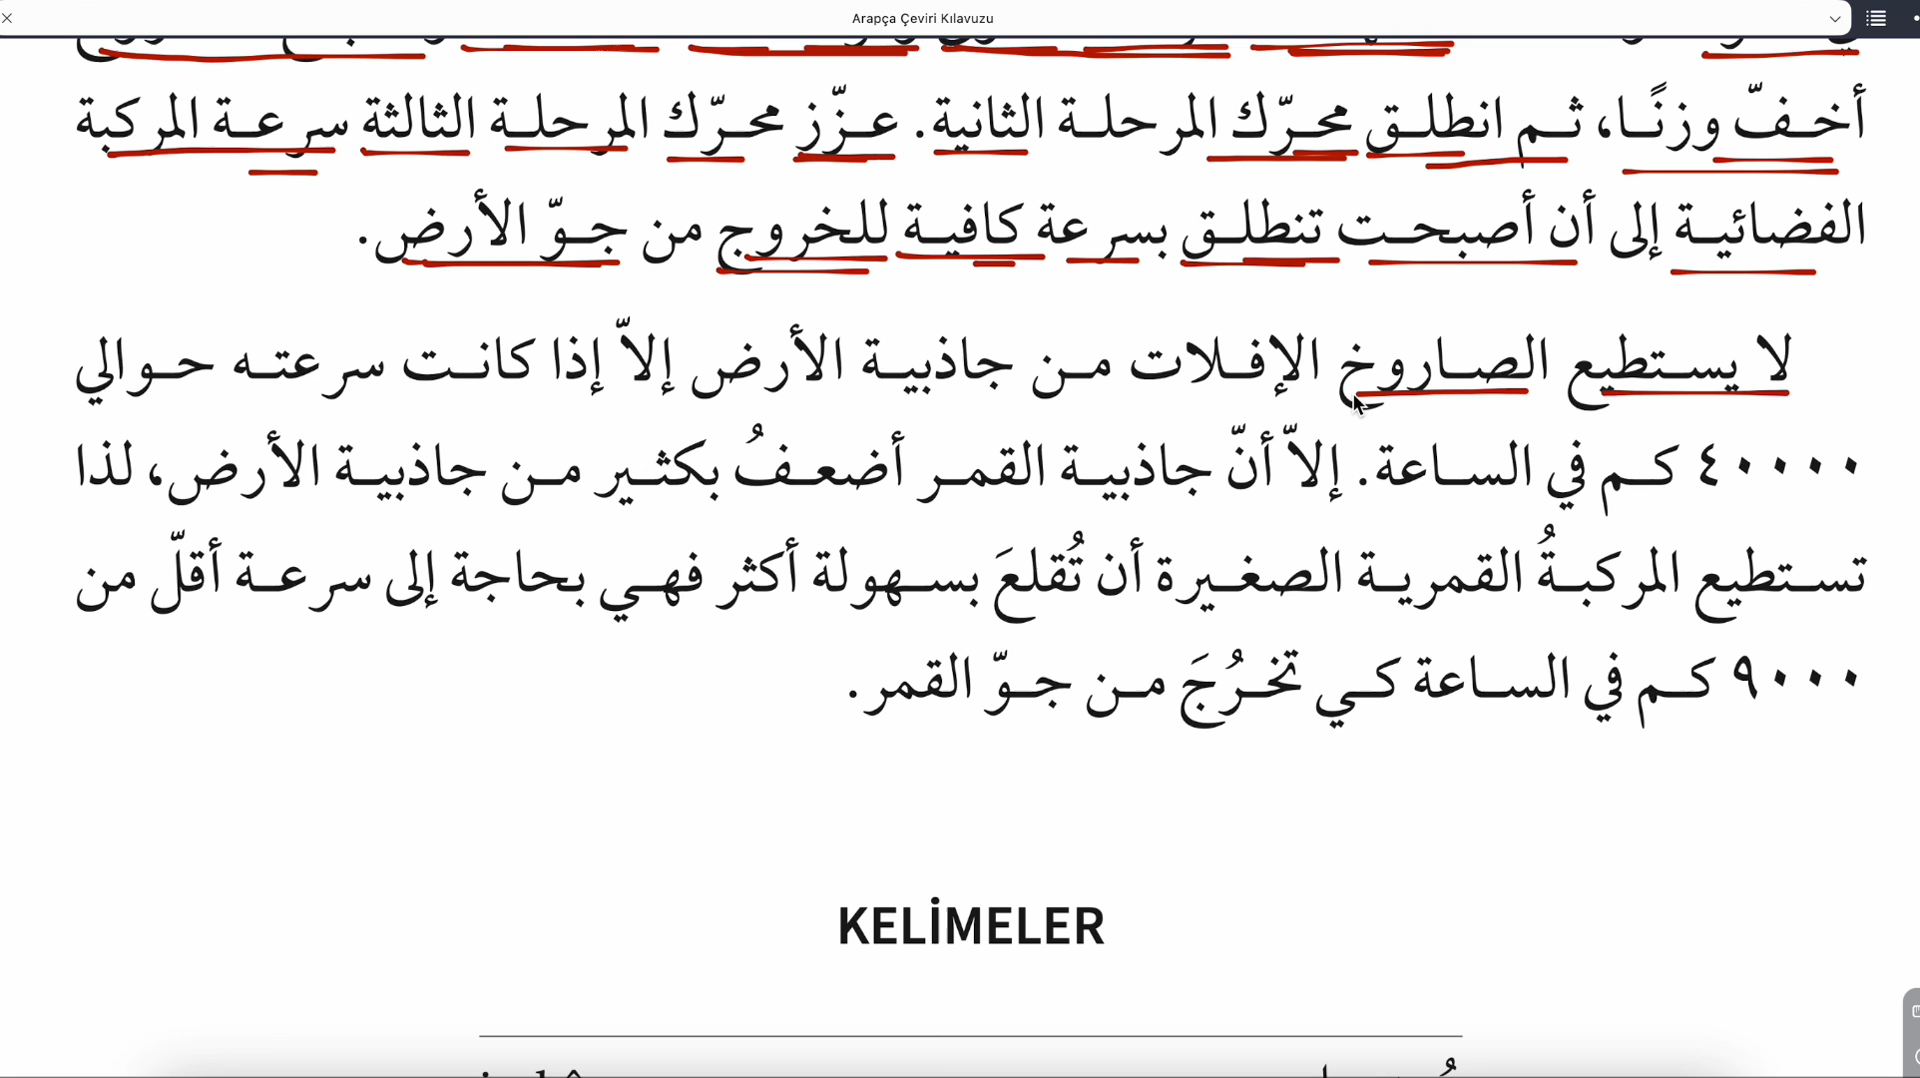 Arapça Çeviri Kılavuzu
أخفّ وزنًا، ثم انطلق محرّك المرحلة الثانية. عزّز محرّك المرحلة الثالثة سرعة المركبة
الفضائية إلى أن أصبحت تنطلق بسرعة كافية للخروج من جوّ الأرض.
لا يستطيع الصاروخ الإفلات من جاذبية الأرض إلاّ إذا كانت سرعته حوالي
٤٠٠٠٠ كم في الساعة. إلاّ أنّ جاذبية القمر أضعفُ بكثير من جاذبية الأرض، لذا
تستطيع المركبةُ القمرية الصغيرة أن تُقلعَ بسهولة أكثر فهي بحاجة إلى سرعة أقلّ من
٩٠٠٠ كم في الساعة كي تخرُجَ من جوّ القمر.
KELİMELER